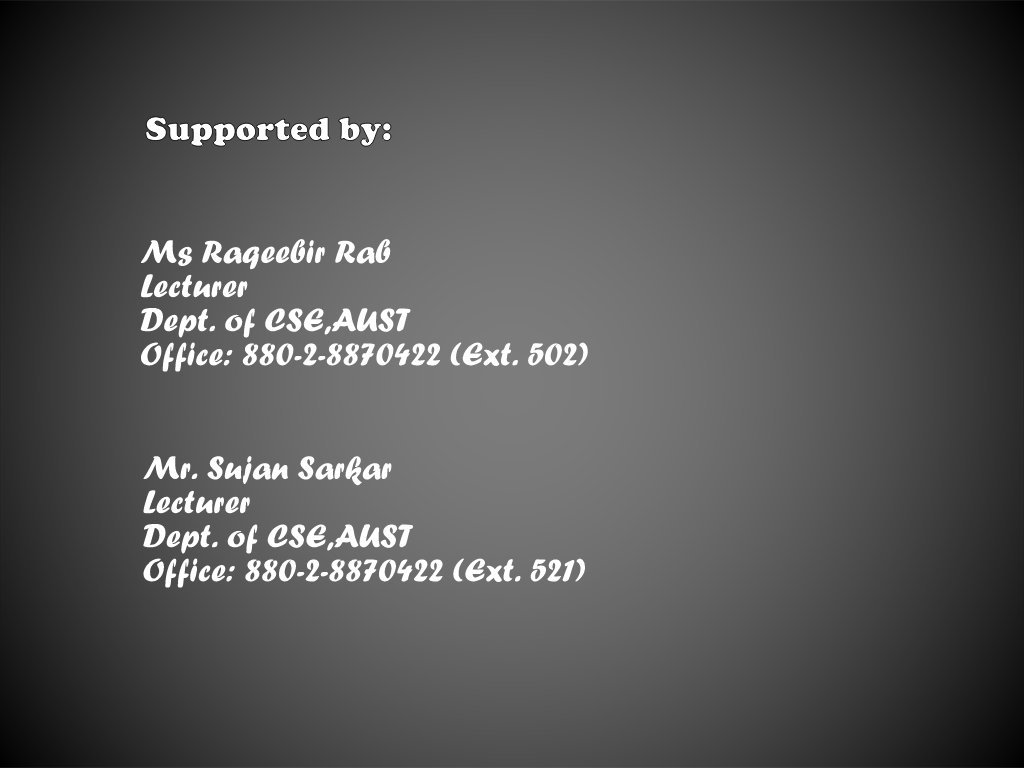 Supported by:
Ms Raqeebir Rab
Lecturer
Dept. of CSE,AUST
Office: 880-2-8870422 (Ext. 502)
Mr. Sujan Sarkar
Lecturer
Dept. of CSE,AUST
Office: 880-2-8870422 (Ext. 521)